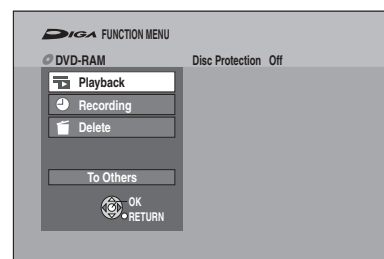 DIGA FUNCTION MENU
DVD-RAM Disc Protection Off
Playback
Recording
Delete
To Others
OK
RETURN